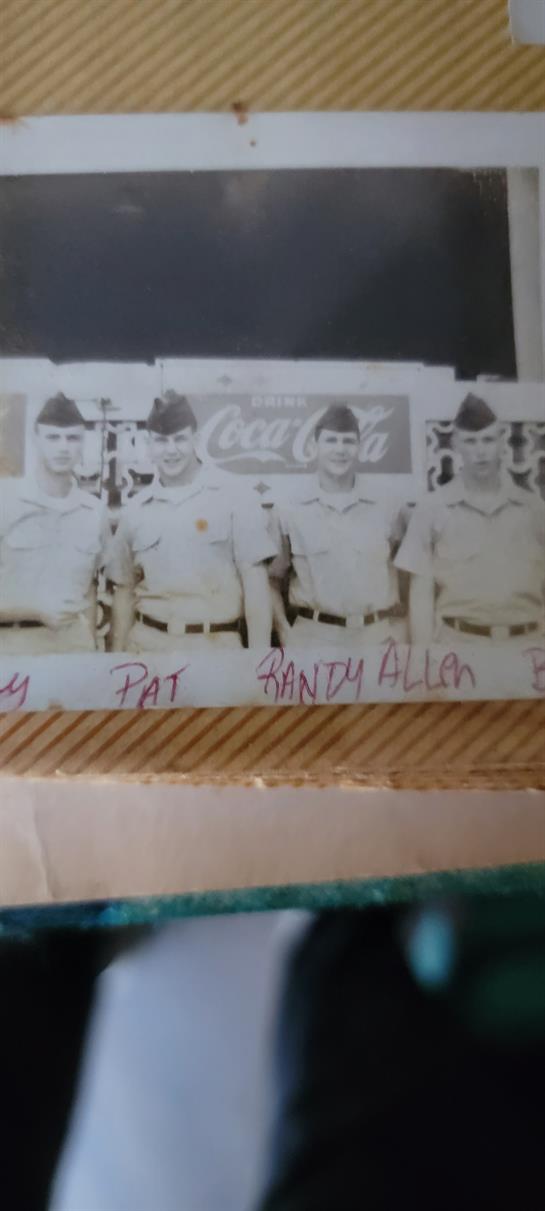 DRINK
Coca-Cola
y PAT RANDY ALLEN B